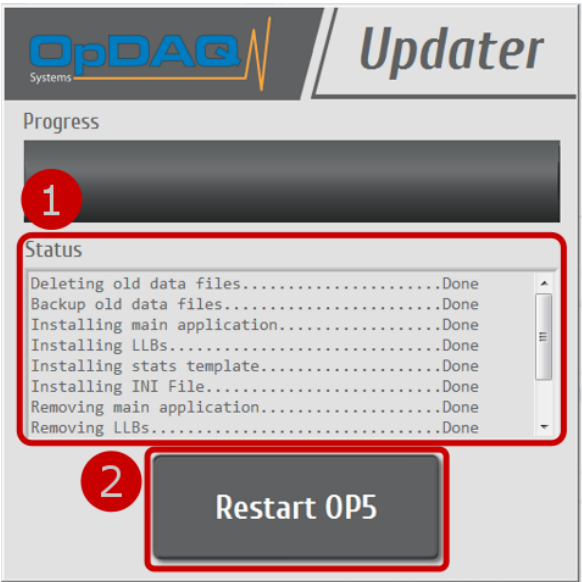 OpDAQ
Systems
Updater
Progress
1
Status
Deleting old data files.......................Done
Backup old data files.........................Done
Installing main application...................Done
Installing LLBs...............................Done
Installing stats template.....................Done
Installing INI File...........................Done
Removing main application.....................Done
Removing LLBs.................................Done
2
Restart OP5